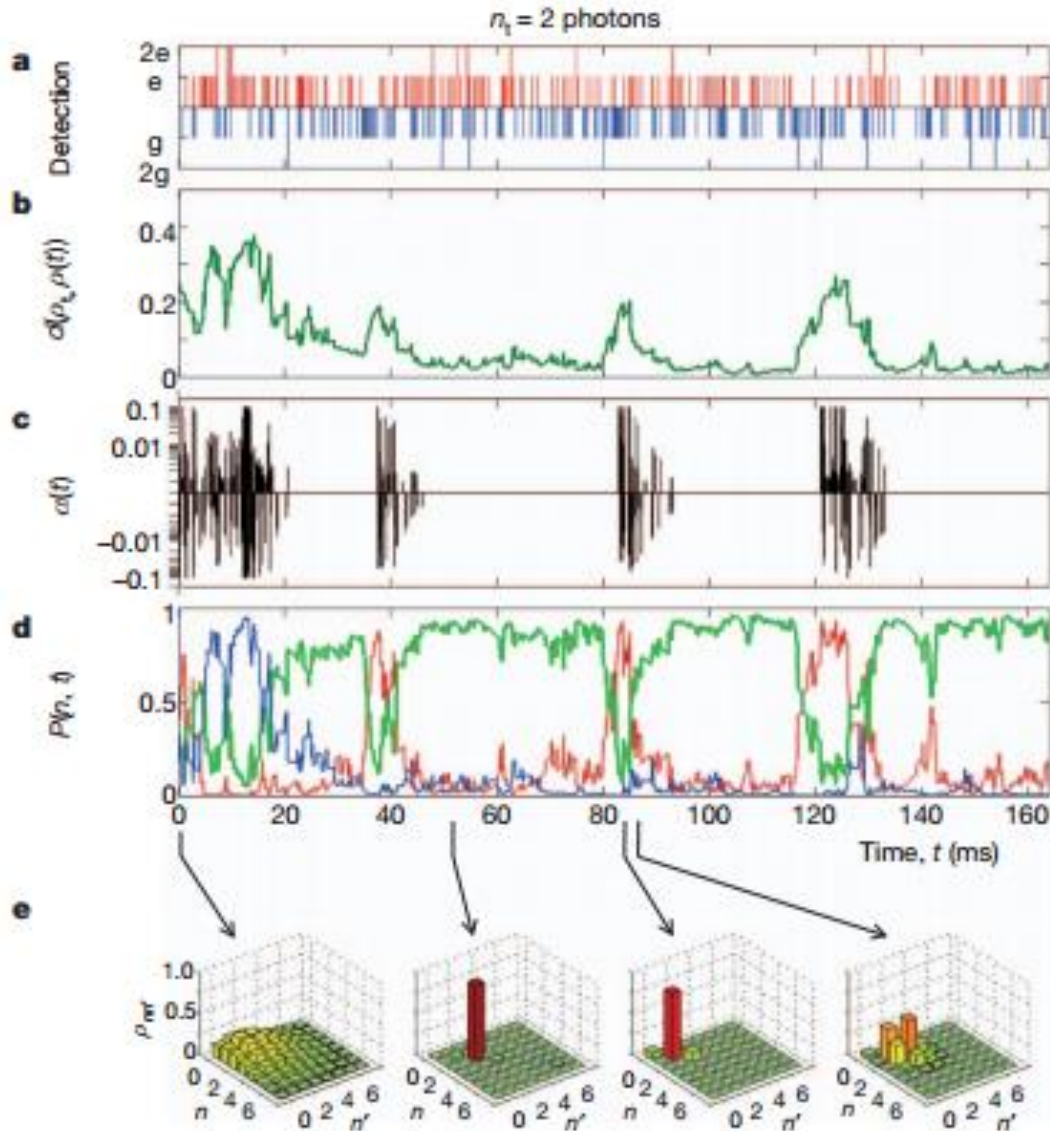 nt = 2 photons
a
Detection
2e
e
g
2g
b
d(ρt, ρ(t))
0.4
0.2
0
c
α(t)
0.1
0.01
−0.01
−0.1
d
P(n, t)
1
0.5
0
0 20 40 60 80 100 120 140 160
Time, t (ms)
e
ρnn′
1.0
0.5
0
0 2 4 6 0 2 4 6
n n′
0 2 4 6 0 2 4 6
n n′
0 2 4 6 0 2 4 6
n n′
0 2 4 6 0 2 4 6
n n′